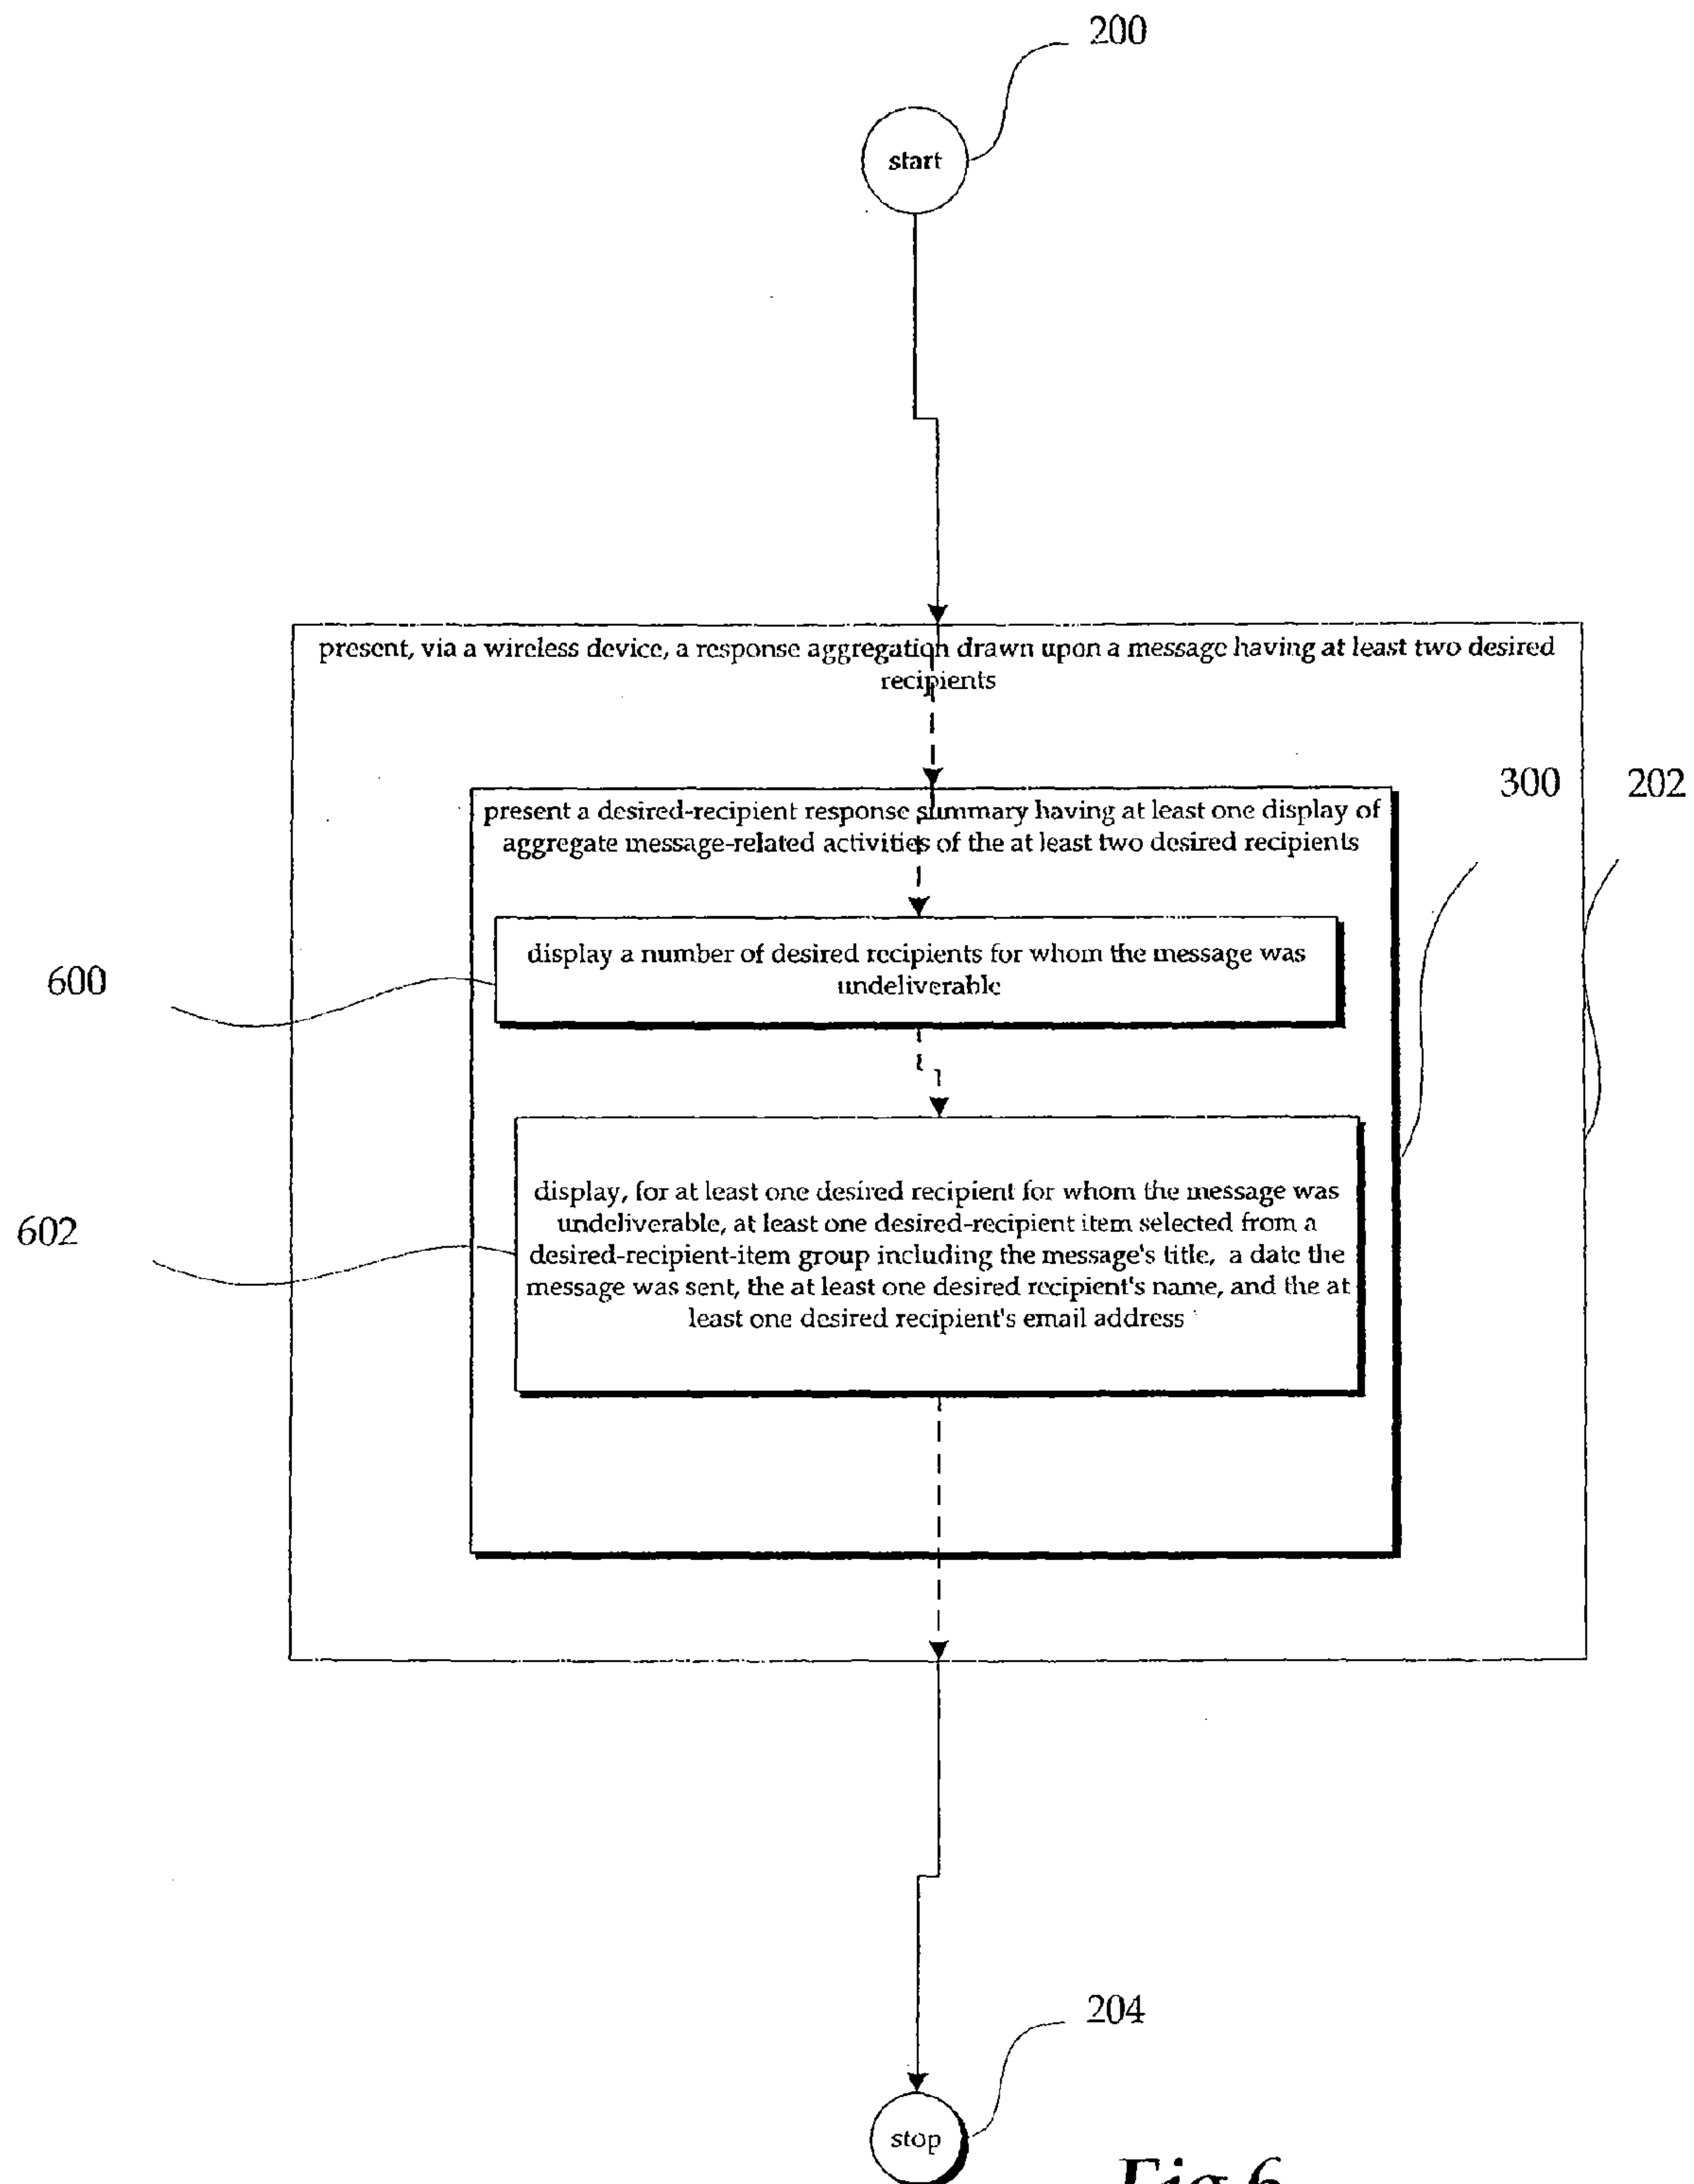 200
start
present, via a wireless device, a response aggregation drawn upon a message having at least two desired
recipients
300
202
present a desired-recipient response summary having at least one display of
aggregate message-related activities of the at least two desired recipients
600
display a number of desired recipients for whom the message was
undeliverable
602
display, for at least one desired recipient for whom the message was
undeliverable, at least one desired-recipient item selected from a
desired-recipient-item group including the message's title, a date the
message was sent, the at least one desired recipient's name, and the at
least one desired recipient's email address
204
stop
Fig.6